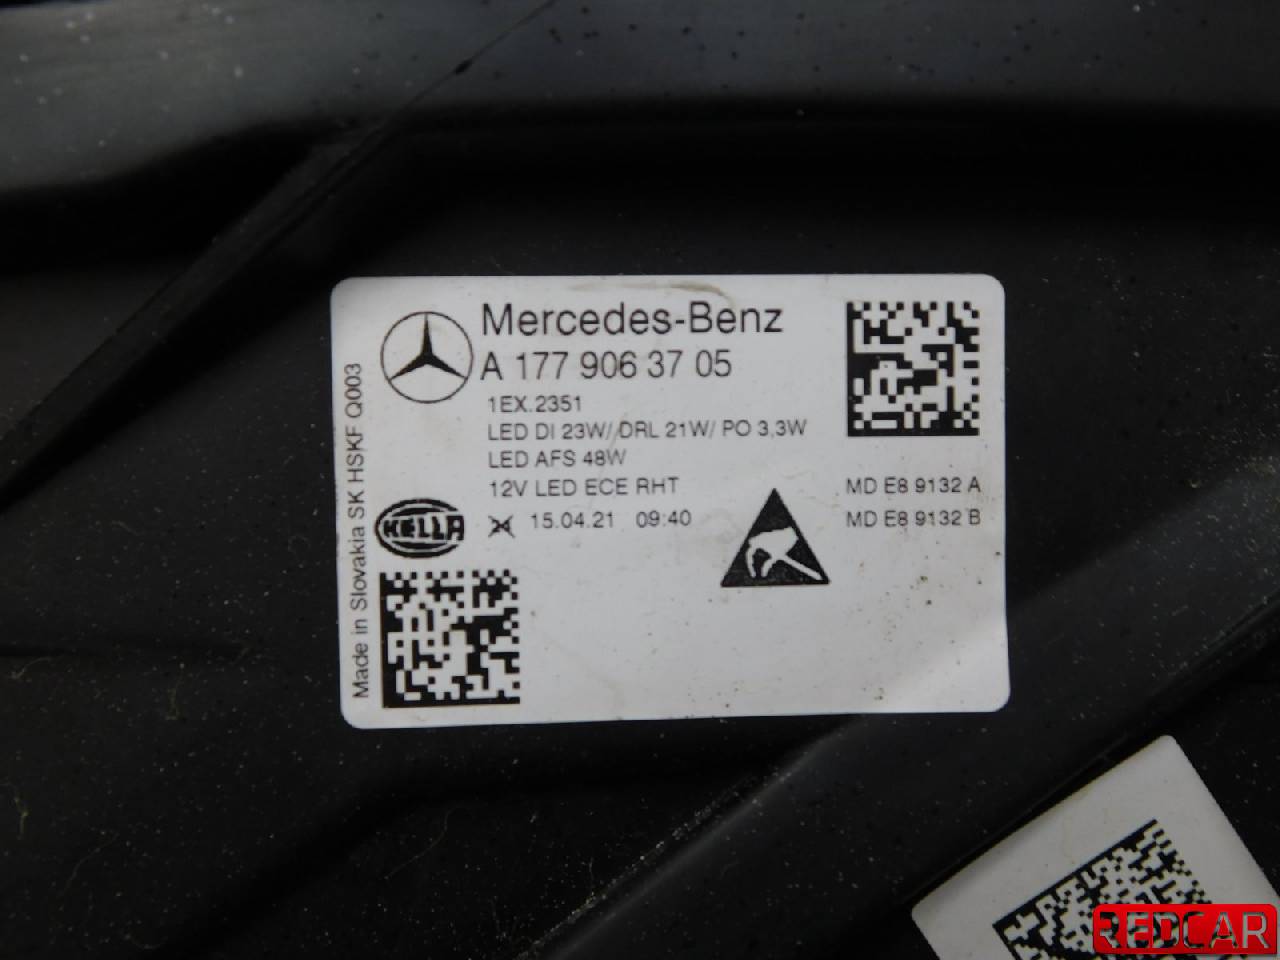 Mercedes-Benz
A 177 906 37 05
1EX.2351
LED DI 23W/ DRL 21W/ PO 3,3W
LED AFS 48W
12V LED ECE RHT
15.04.21 09:40
MD E8 9132 A
MD E8 9132 B
HELLA
Made in Slovakia SK HSKF Q003
REDCAR